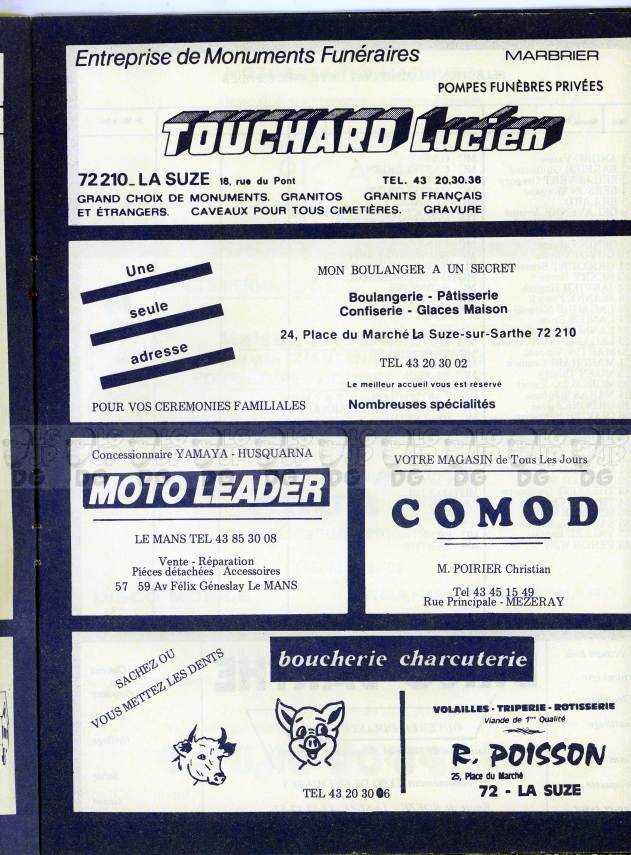 Entreprise de Monuments Funéraires MARBRIER
POMPES FUNÈBRES PRIVÉES
TOUCHARD Lucien
72210_ LA SUZE 18, rue du Pont TEL. 43 20.30.36
GRAND CHOIX DE MONUMENTS. GRANITOS GRANITS FRANÇAIS
ET ÉTRANGERS. CAVEAUX POUR TOUS CIMETIÈRES. GRAVURE
Une
seule
adresse
POUR VOS CEREMONIES FAMILIALES
MON BOULANGER A UN SECRET
Boulangerie - Pâtisserie
Confiserie - Glaces Maison
24, Place du Marché La Suze-sur-Sarthe 72 210
TEL 43 20 30 02
Le meilleur accueil vous est réservé
Nombreuses spécialités
Concessionnaire YAMAYA - HUSQUARNA
MOTO LEADER
LE MANS TEL 43 85 30 08
Vente - Réparation
Piéces détachées Accessoires
57 59 Av Félix Géneslay Le MANS
VOTRE MAGASIN de Tous Les Jours
COMOD
M. POIRIER Christian
Tel 43 45 15 49
Rue Principale - MEZERAY
SACHEZ OU
VOUS METTEZ LES DENTS
boucherie charcuterie
TEL 43 20 30 06
VOLAILLES - TRIPERIE - ROTISSERIE
Viande de 1re Qualité
R. POISSON
25, Place du Marché
72 - LA SUZE